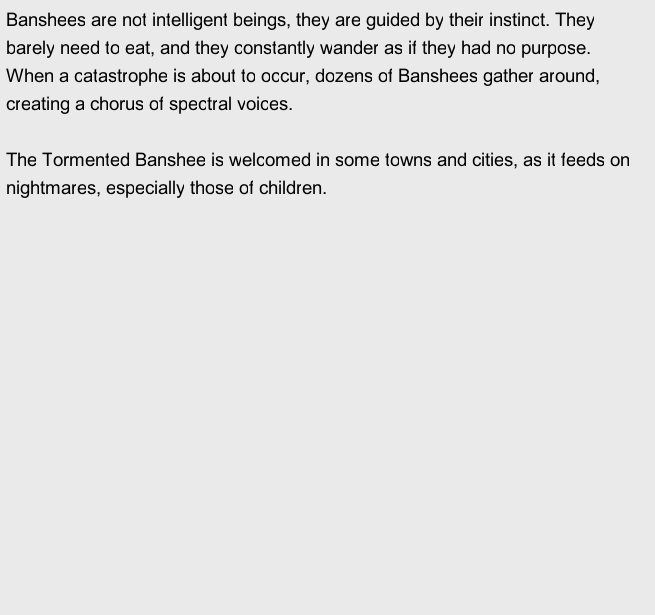 Banshees are not intelligent beings, they are guided by their instinct. They
barely need to eat, and they constantly wander as if they had no purpose.
When a catastrophe is about to occur, dozens of Banshees gather around,
creating a chorus of spectral voices.

The Tormented Banshee is welcomed in some towns and cities, as it feeds on
nightmares, especially those of children.